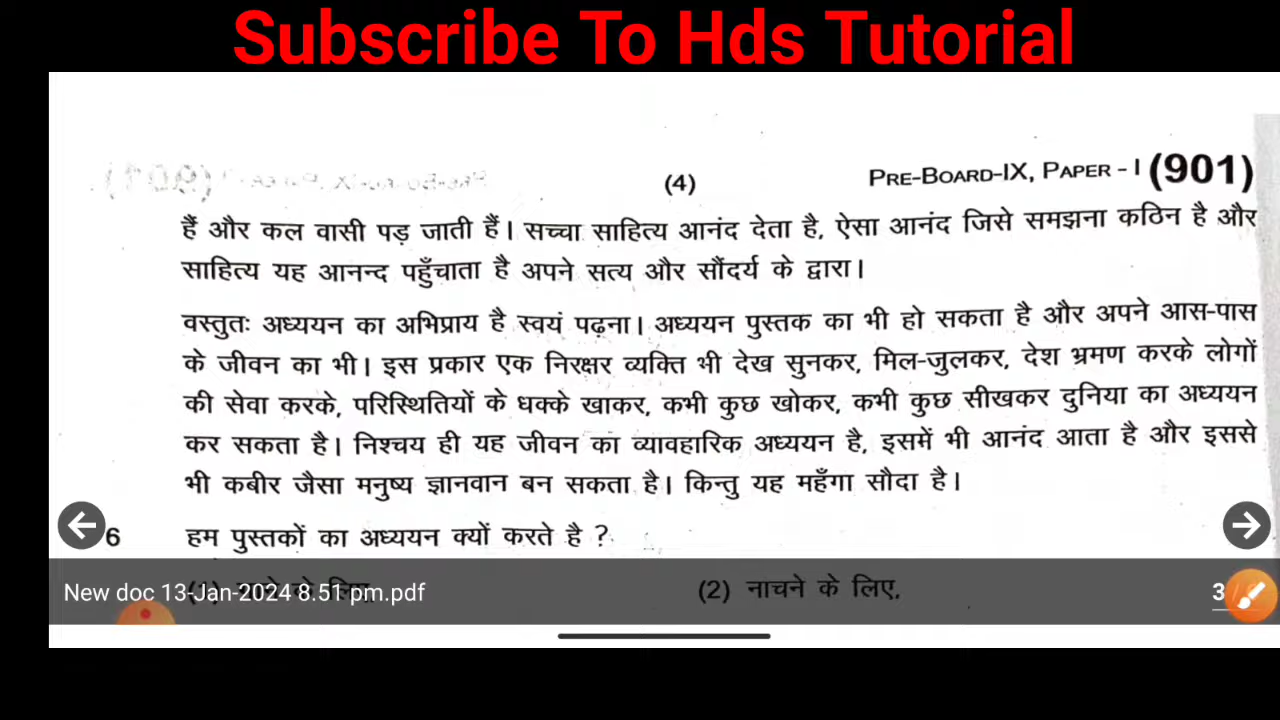 Subscribe To Hds Tutorial
(4)
PRE-BOARD-IX, PAPER - I (901)
हैं और कल वासी पड़ जाती हैं। सच्चा साहित्य आनंद देता है, ऐसा आनंद जिसे समझना कठिन है और
साहित्य यह आनन्द पहुँचाता है अपने सत्य और सौंदर्य के द्वारा।
वस्तुतः अध्ययन का अभिप्राय है स्वयं पढ़ना। अध्ययन पुस्तक का भी हो सकता है और अपने आस-पास
के जीवन का भी। इस प्रकार एक निरक्षर व्यक्ति भी देख सुनकर, मिल-जुलकर, देश भ्रमण करके लोगों
की सेवा करके, परिस्थितियों के धक्के खाकर, कभी कुछ खोकर, कभी कुछ सीखकर दुनिया का अध्ययन
कर सकता है। निश्चय ही यह जीवन का व्यावहारिक अध्ययन है, इसमें भी आनंद आता है और इससे
भी कबीर जैसा मनुष्य ज्ञानवान बन सकता है। किन्तु यह महँगा सौदा है।
6 हम पुस्तकों का अध्ययन क्यों करते है ?
(2) नाचने के लिए,
New doc 13-Jan-2024 8.51 pm.pdf
3